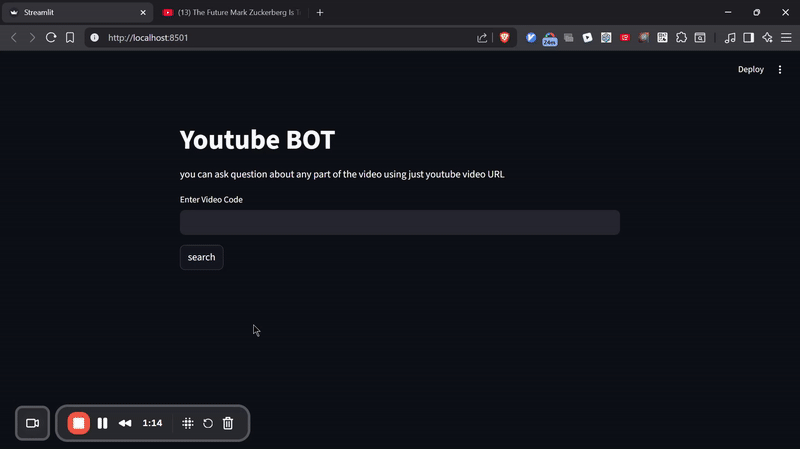 Streamlit
(13) The Future Mark Zuckerberg Is
http://localhost:8501
24m
Deploy
Youtube BOT
you can ask question about any part of the video using just youtube video URL
Enter Video Code
search
1:14